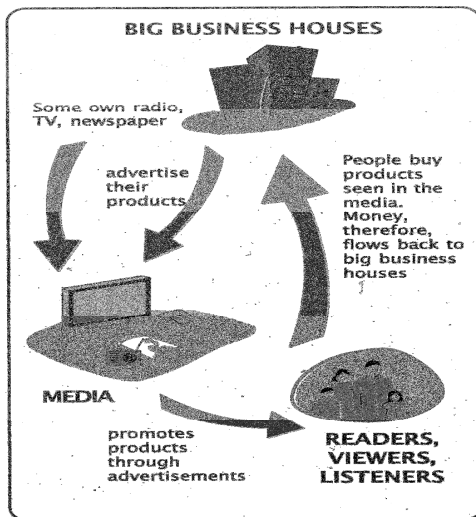 BIG BUSINESS HOUSES
Some own radio,
TV, newspaper
advertise
their
products
People buy
products
seen in the
media.
Money,
therefore,
flows back to
big business
houses
MEDIA
promotes
products
through
advertisements
READERS,
VIEWERS,
LISTENERS